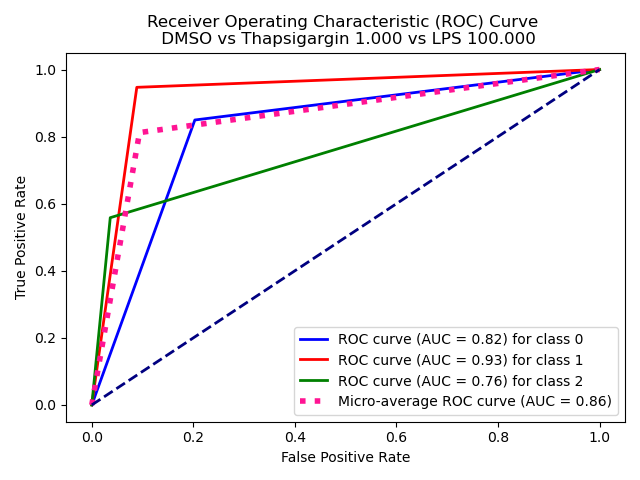 Receiver Operating Characteristic (ROC) Curve
DMSO vs Thapsigargin 1.000 vs LPS 100.000
1.0
0.8
0.6
0.4
0.2
0.0
True Positive Rate
ROC curve (AUC = 0.82) for class 0
ROC curve (AUC = 0.93) for class 1
ROC curve (AUC = 0.76) for class 2
Micro-average ROC curve (AUC = 0.86)
0.0 0.2 0.4 0.6 0.8 1.0
False Positive Rate